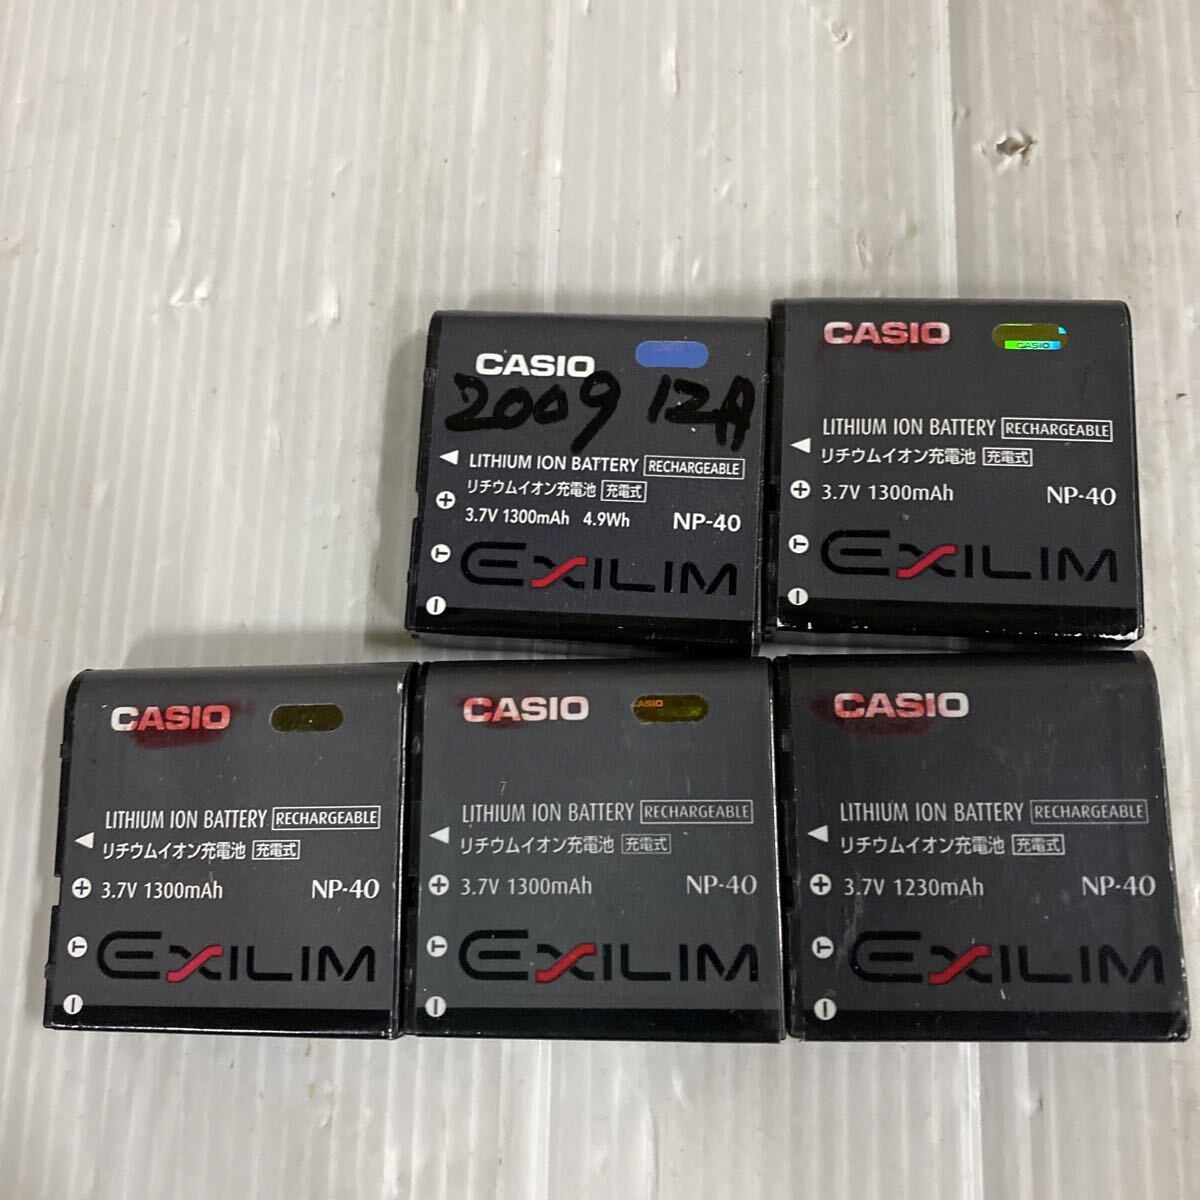 CASIO
2009 12A
LITHIUM ION BATTERY RECHARGEABLE
リチウムイオン充電池 充電式
3.7V 1300mAh 4.9Wh NP-40
T
EXILIM
CASIO CASIO
LITHIUM ION BATTERY RECHARGEABLE
リチウムイオン充電池 充電式
3.7V 1300mAh NP-40
T
EXILIM
CASIO
LITHIUM ION BATTERY RECHARGEABLE
リチウムイオン充電池 充電式
3.7V 1300mAh NP-40
T
EXILIM
CASIO CASIO
LITHIUM ION BATTERY RECHARGEABLE
リチウムイオン充電池 充電式
3.7V 1300mAh NP-40
T
EXILIM
CASIO
LITHIUM ION BATTERY RECHARGEABLE
リチウムイオン充電池 充電式
3.7V 1230mAh NP-40
T
EXILIM